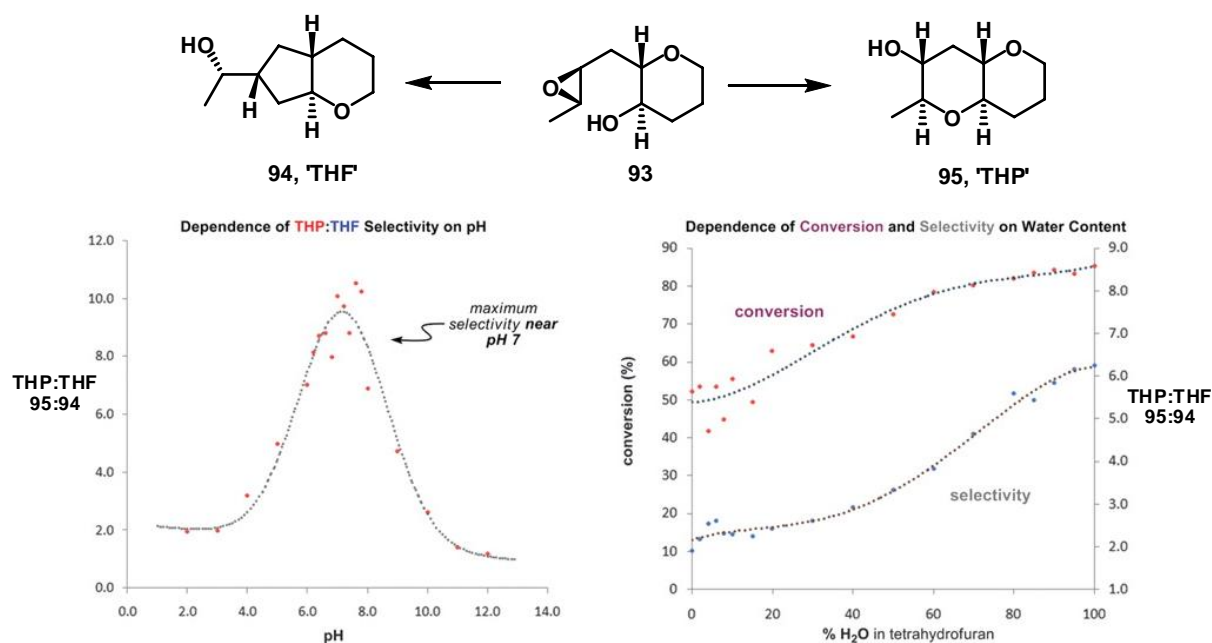 HO
H
H
H
O
94, 'THF'
O
O
HO
H
H
93
HO
H
H
O
O
H
H
95, 'THP'
Dependence of THP:THF Selectivity on pH
THP:THF
95:94
12.0
10.0
8.0
6.0
4.0
2.0
0.0
maximum
selectivity near
pH 7
0.0 2.0 4.0 6.0 8.0 10.0 12.0 14.0
pH
Dependence of Conversion and Selectivity on Water Content
conversion (%)
90
80
70
60
50
40
30
20
10
0
conversion
selectivity
9.0
8.0
7.0
6.0
5.0
4.0
3.0
2.0
1.0
THP:THF
95:94
0 20 40 60 80 100
% H₂O in tetrahydrofuran